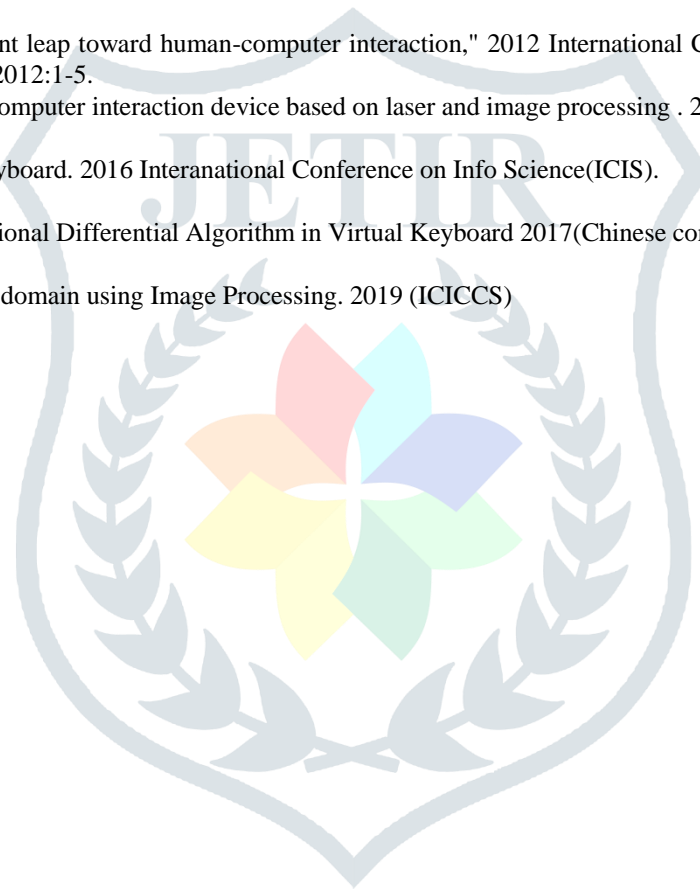 nt leap toward human-computer interaction," 2012 International C
2012:1-5.
omputer interaction device based on laser and image processing . 2
yboard. 2016 Interanational Conference on Info Science(ICIS).
JETIR
ional Differential Algorithm in Virtual Keyboard 2017(Chinese con
domain using Image Processing. 2019 (ICICCS)